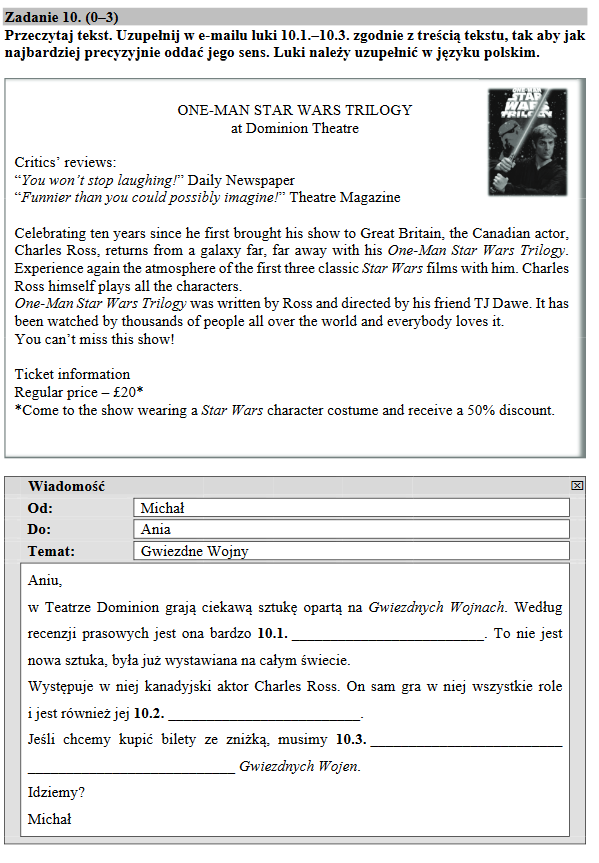 Zadanie 10. (0–3)
Przeczytaj tekst. Uzupełnij w e-mailu luki 10.1.–10.3. zgodnie z treścią tekstu, tak aby jak
najbardziej precyzyjnie oddać jego sens. Luki należy uzupełnić w języku polskim.
ONE-MAN STAR WARS TRILOGY
at Dominion Theatre
ONE-MAN
STAR
WARS
TRILOGY
Critics’ reviews:
“You won’t stop laughing!” Daily Newspaper
“Funnier than you could possibly imagine!” Theatre Magazine
Celebrating ten years since he first brought his show to Great Britain, the Canadian actor,
Charles Ross, returns from a galaxy far, far away with his One-Man Star Wars Trilogy.
Experience again the atmosphere of the first three classic Star Wars films with him. Charles
Ross himself plays all the characters.
One-Man Star Wars Trilogy was written by Ross and directed by his friend TJ Dawe. It has
been watched by thousands of people all over the world and everybody loves it.
You can’t miss this show!
Ticket information
Regular price – £20*
*Come to the show wearing a Star Wars character costume and receive a 50% discount.
Wiadomość
Od: Michał
Do: Ania
Temat: Gwiezdne Wojny
Aniu,
w Teatrze Dominion grają ciekawą sztukę opartą na Gwiezdnych Wojnach. Według
recenzji prasowych jest ona bardzo 10.1. __________________________. To nie jest
nowa sztuka, była już wystawiana na całym świecie.
Występuje w niej kanadyjski aktor Charles Ross. On sam gra w niej wszystkie role
i jest również jej 10.2. __________________________.
Jeśli chcemy kupić bilety ze zniżką, musimy 10.3. __________________________
____________________________ Gwiezdnych Wojen.
Idziemy?
Michał